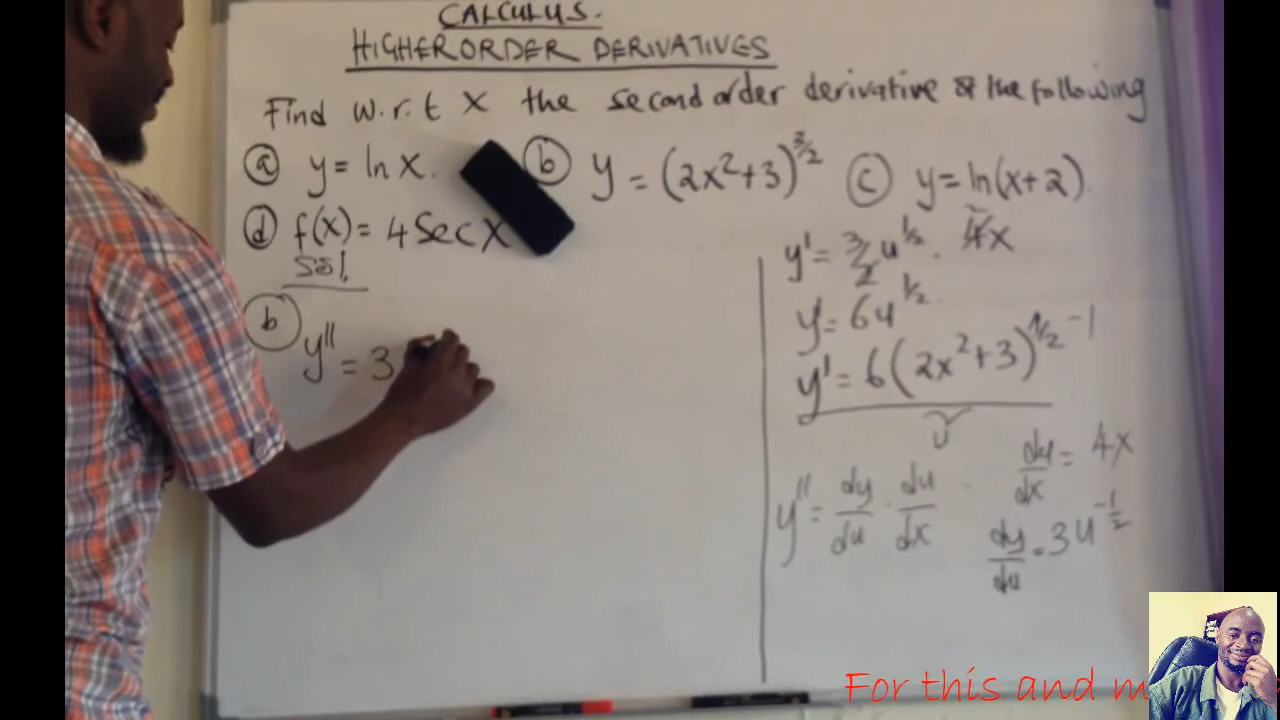 CALCULUS.
HIGHER ORDER DERIVATIVES
Find w.r.t X the second order derivative of the following
(a) y = ln x. (b) y = (2x²+3)^3/2 (c) y = ln(x+2).
(d) f(x) = 4 Sec X
Sol
(b) y'' = 3
y' = 3/2 u^1/2 . 4x
y' = 6u^1/2.
y' = 6(2x²+3)^1/2 -1
u
y'' = dy/du . du/dx
du/dx = 4x
dy/du = 3u^-1/2
For this and m